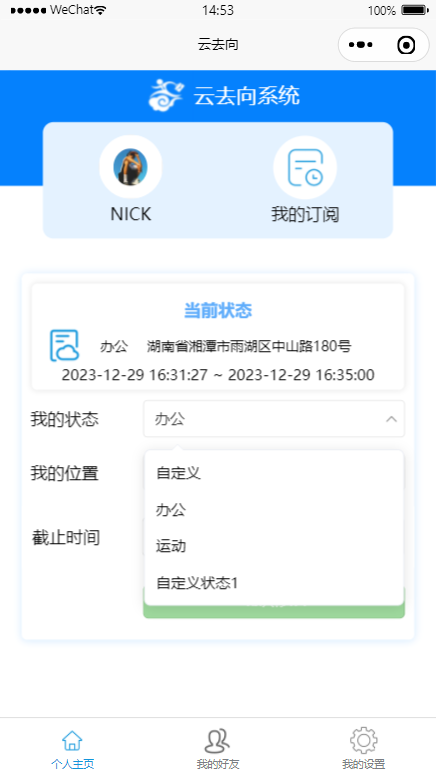 WeChat 14:53 100%
云去向
云去向系统
NICK 我的订阅
当前状态
办公 湖南省湘潭市雨湖区中山路180号
2023-12-29 16:31:27 ~ 2023-12-29 16:35:00
我的状态 办公
我的位置
自定义
办公
截止时间
运动
自定义状态1
个人主页 我的好友 我的设置